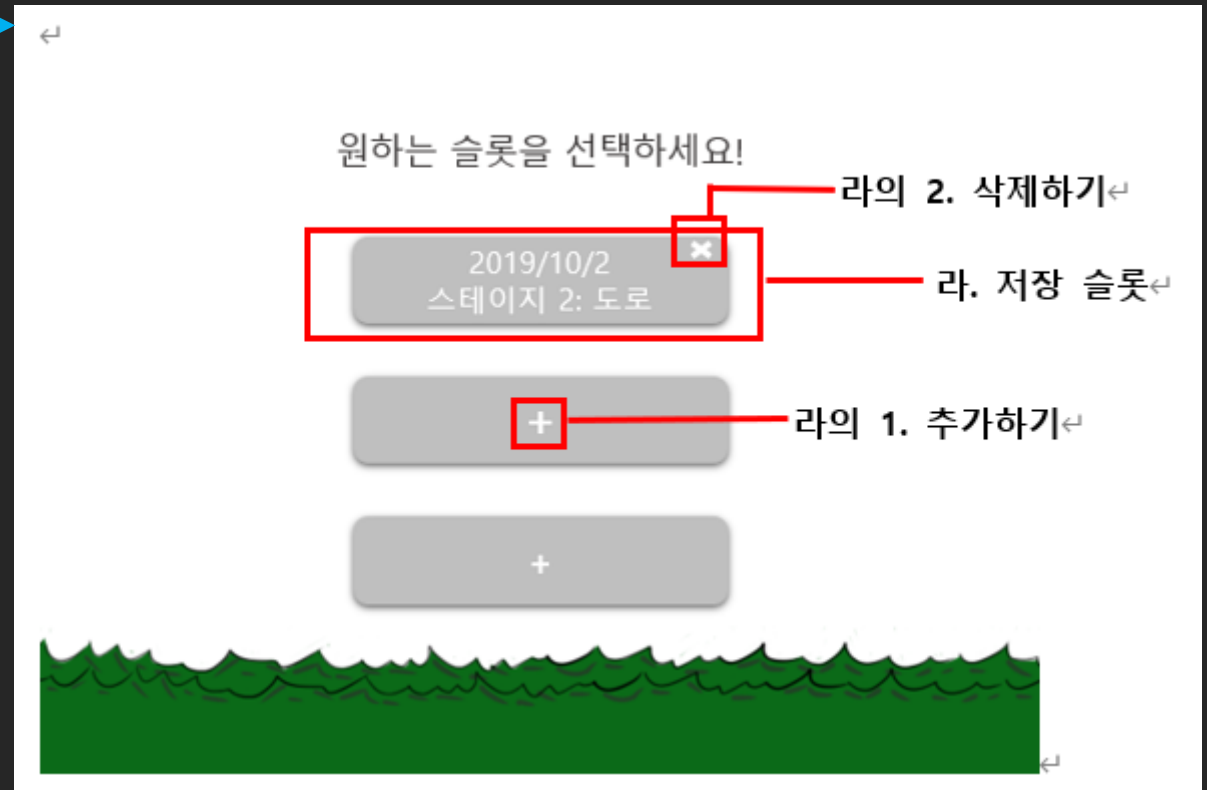 원하는 슬롯을 선택하세요!
라의 2. 삭제하기
2019/10/2
스테이지 2: 도로
라. 저장 슬롯
+
라의 1. 추가하기
+